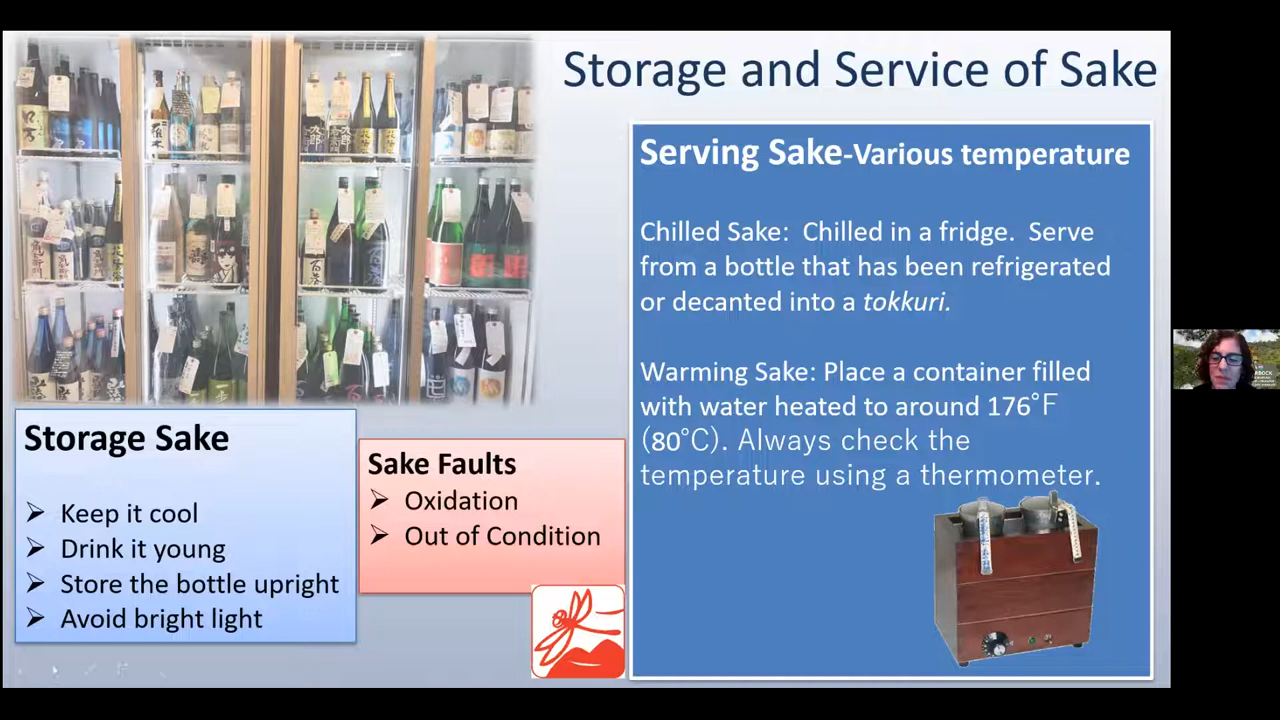 Storage and Service of Sake
Serving Sake-Various temperature
Chilled Sake:  Chilled in a fridge.  Serve
from a bottle that has been refrigerated
or decanted into a tokkuri.
Warming Sake: Place a container filled
with water heated to around 176°F
(80°C). Always check the
temperature using a thermometer.
Storage Sake
➢ Keep it cool
➢ Drink it young
➢ Store the bottle upright
➢ Avoid bright light
Sake Faults
➢ Oxidation
➢ Out of Condition